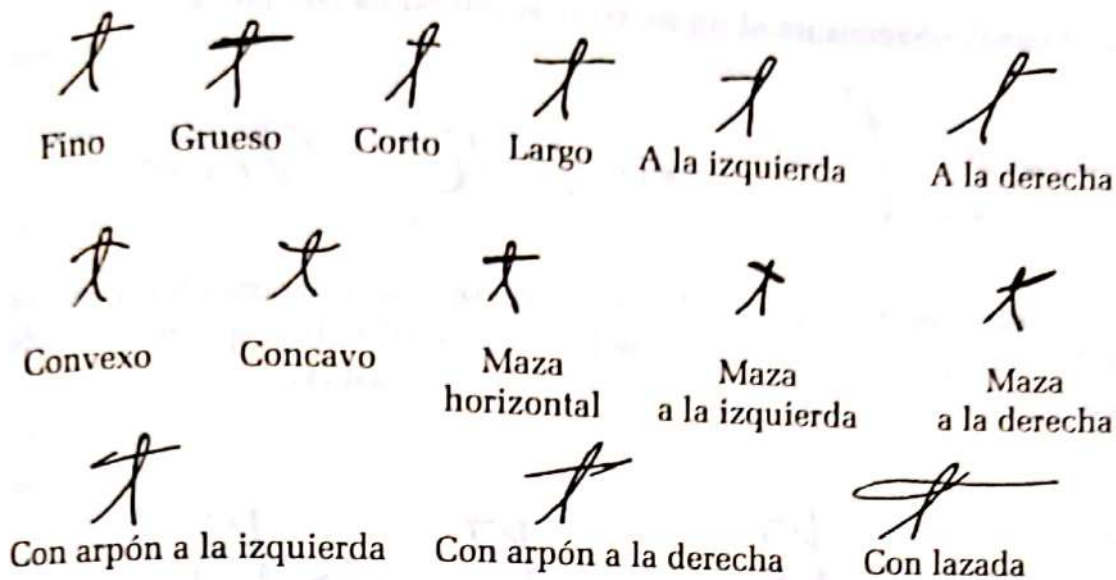 Fino Grueso Corto Largo A la izquierda A la derecha
Convexo Concavo Maza horizontal Maza a la izquierda Maza a la derecha
Con arpón a la izquierda Con arpón a la derecha Con lazada